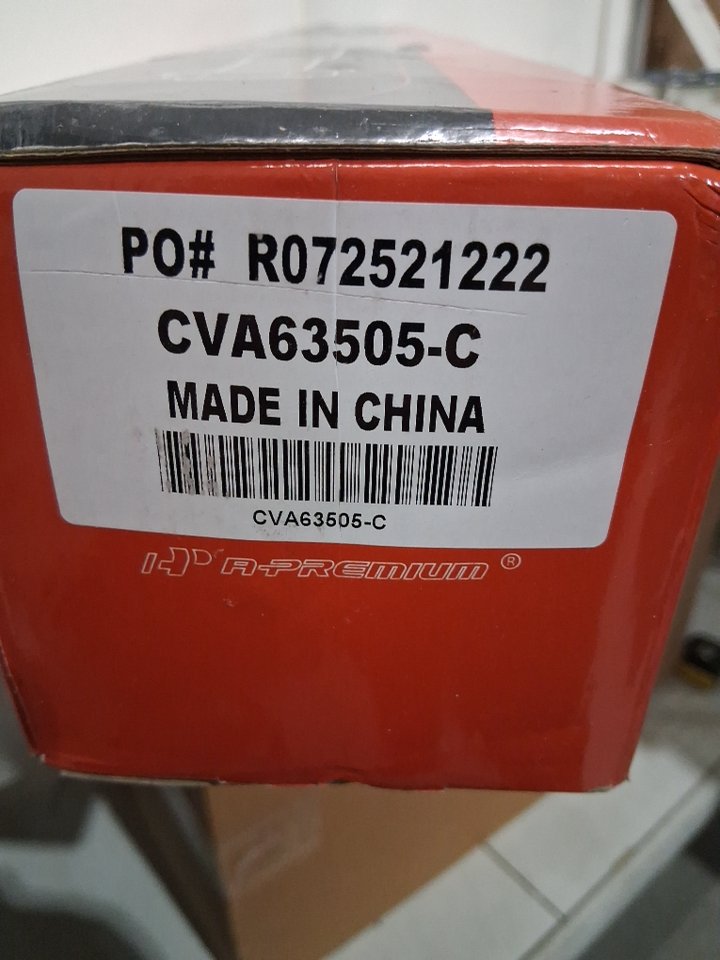 PO# R072521222
CVA63505-C
MADE IN CHINA
CVA63505-C
A-PREMIUM®